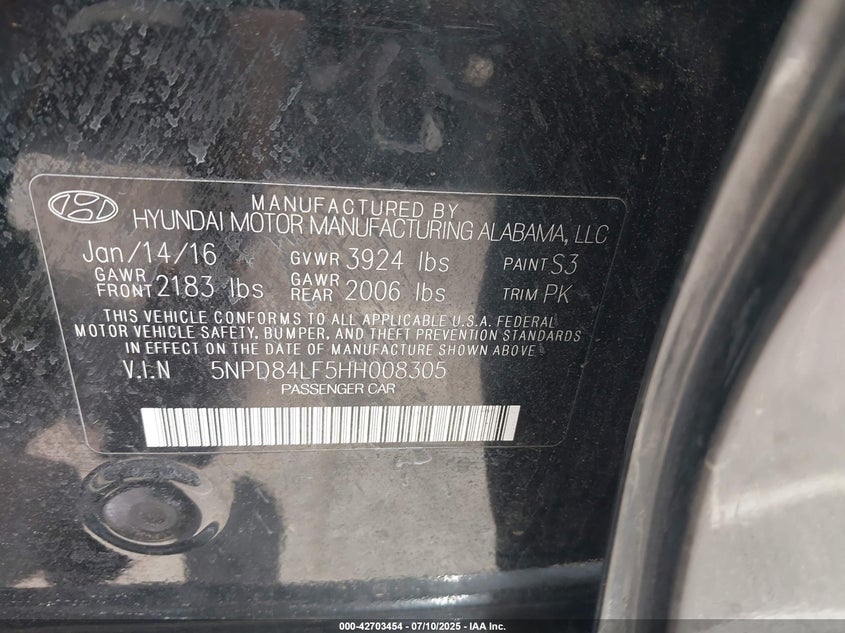 MANUFACTURED BY
HYUNDAI MOTOR MANUFACTURING ALABAMA, LLC
Jan/14/16 GVWR 3924 lbs PAINT S3
GAWR FRONT 2183 lbs GAWR REAR 2006 lbs TRIM PK
THIS VEHICLE CONFORMS TO ALL APPLICABLE U.S.A. FEDERAL
MOTOR VEHICLE SAFETY, BUMPER, AND THEFT PREVENTION STANDARDS
IN EFFECT ON THE DATE OF MANUFACTURE SHOWN ABOVE
V.I.N 5NPD84LF5HH008305
PASSENGER CAR
000-42703454 - 07/10/2025 - IAA Inc.